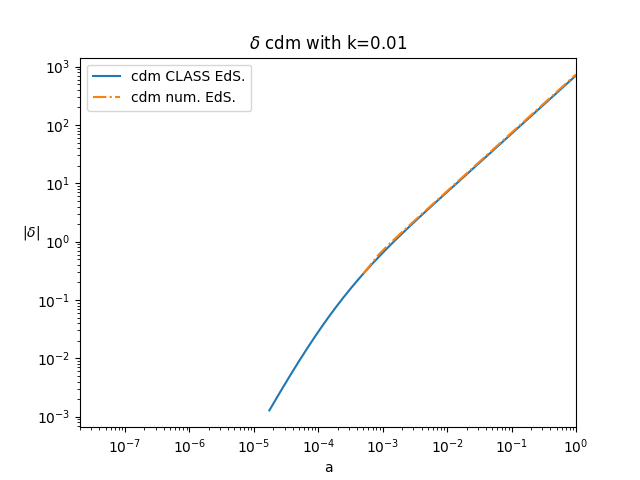 δ cdm with k=0.01
cdm CLASS EdS.
cdm num. EdS.
|δ|
10³
10²
10¹
10⁰
10⁻¹
10⁻²
10⁻³
10⁻⁷ 10⁻⁶ 10⁻⁵ 10⁻⁴ 10⁻³ 10⁻² 10⁻¹ 10⁰
a